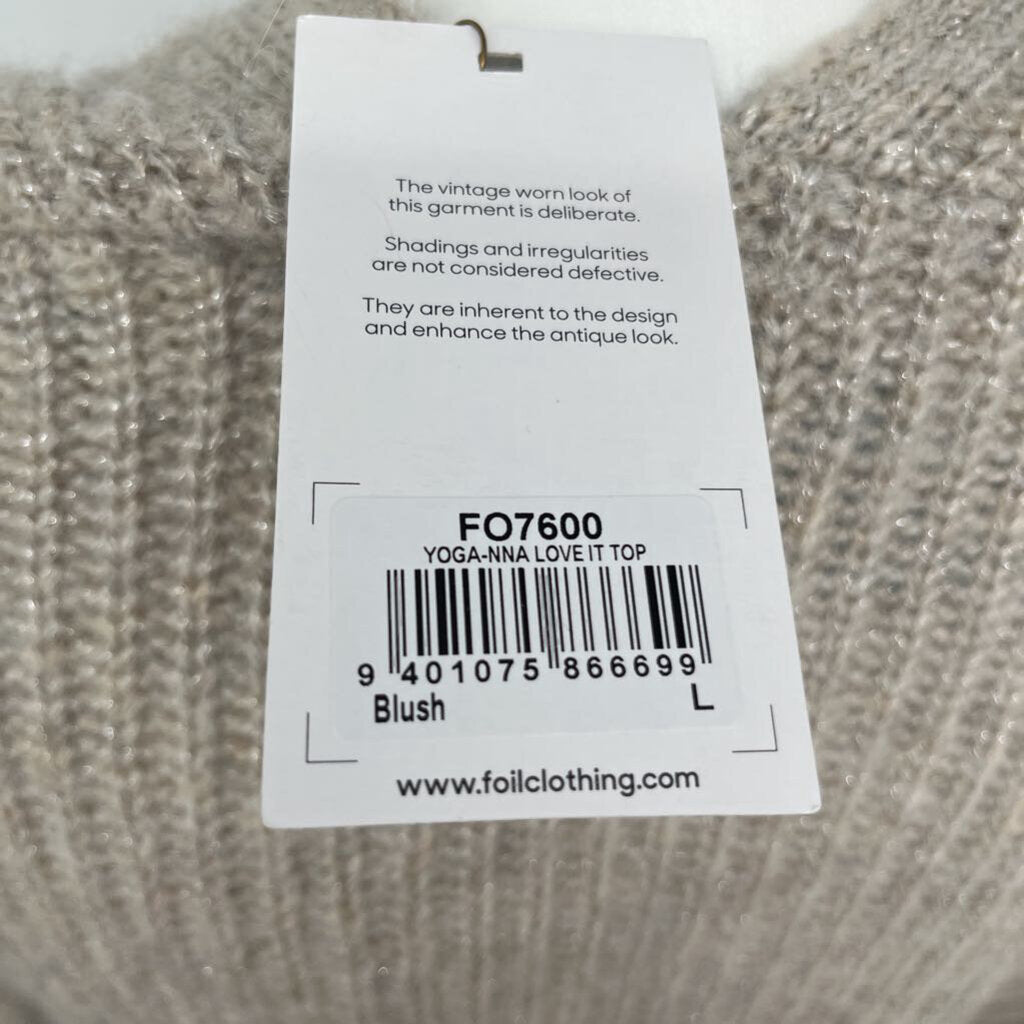 The vintage worn look of
this garment is deliberate.
Shadings and irregularities
are not considered defective.
They are inherent to the design
and enhance the antique look.
FO7600
YOGA-NNA LOVE IT TOP
9 401075 866699
Blush L
www.foilclothing.com